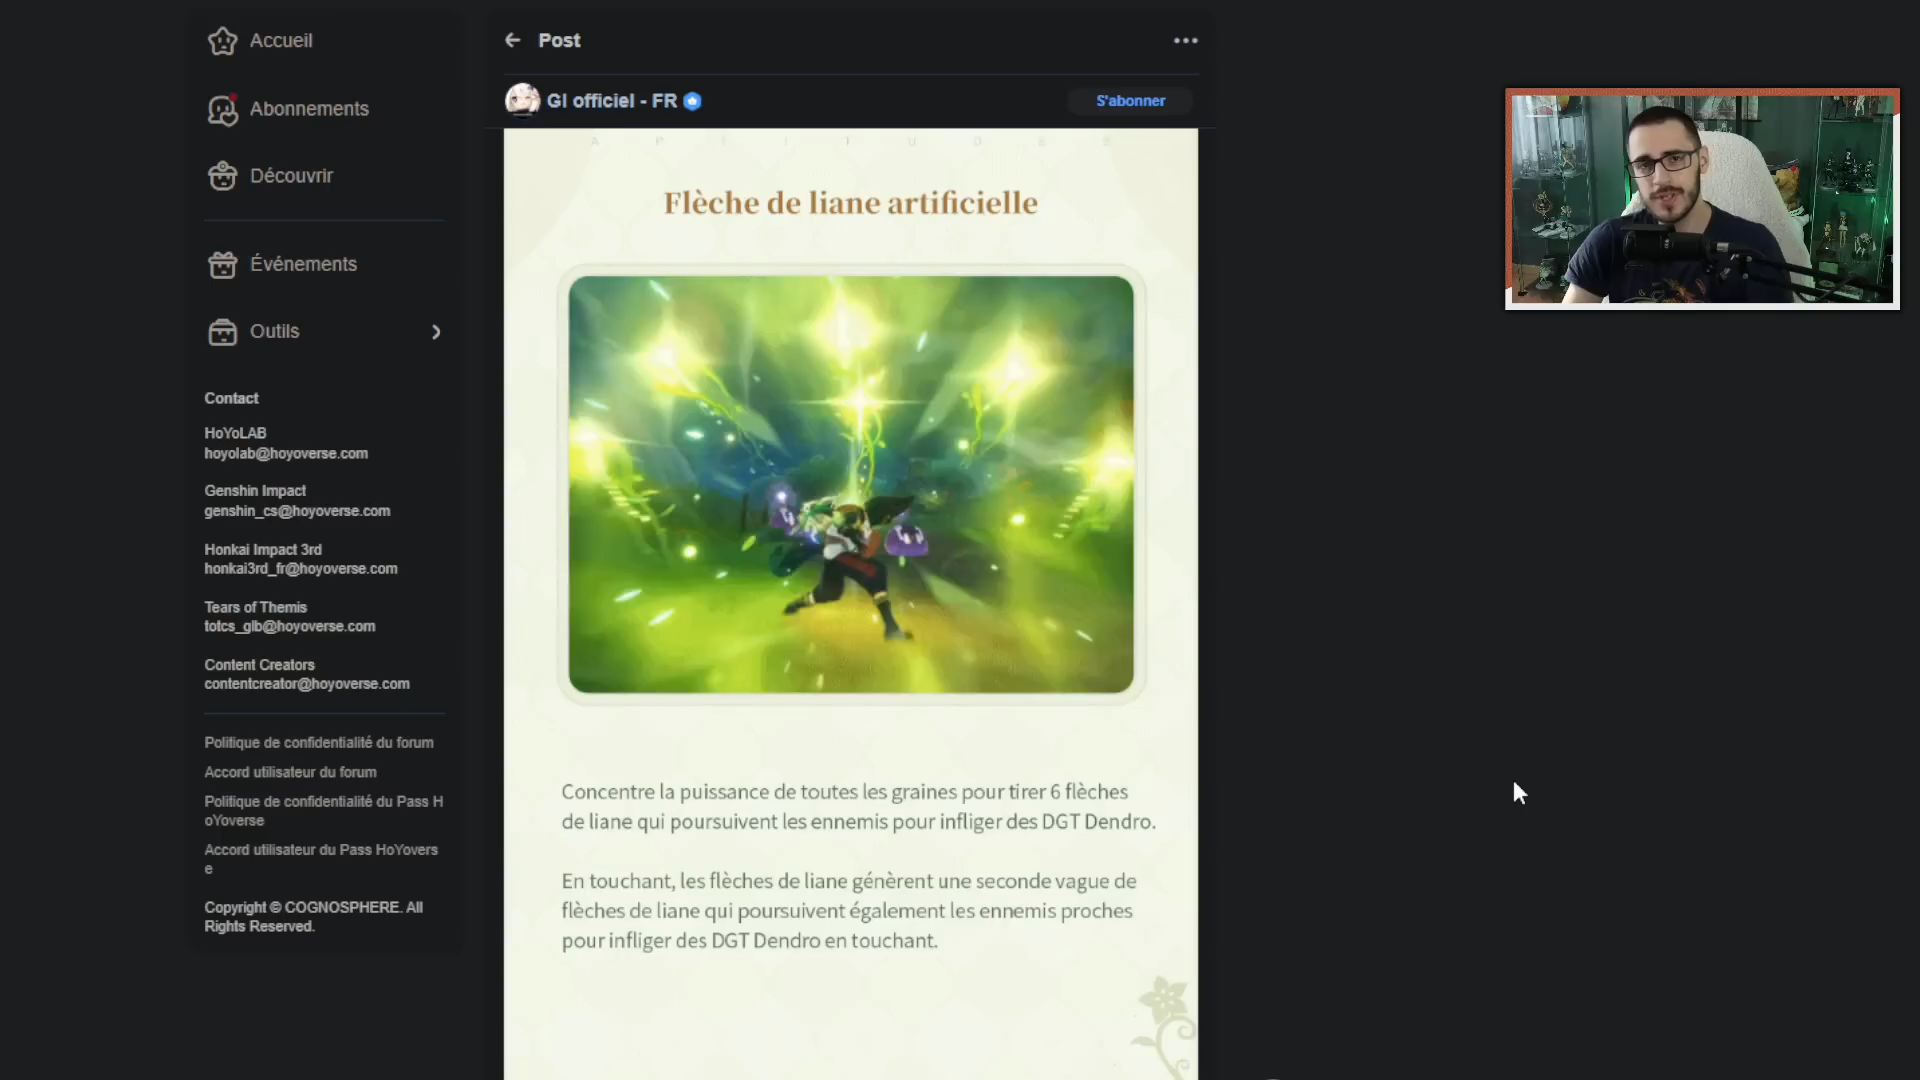 Accueil
Abonnements
Découvrir
Événements
Outils
Contact
HoYoLAB
hoyolab@hoyoverse.com
Genshin Impact
genshin_cs@hoyoverse.com
Honkai Impact 3rd
honkai3rd_fr@hoyoverse.com
Tears of Themis
totcs_glb@hoyoverse.com
Content Creators
contentcreator@hoyoverse.com
Politique de confidentialité du forum
Accord utilisateur du forum
Politique de confidentialité du Pass H
oYoverse
Accord utilisateur du Pass HoYovers
e
Copyright © COGNOSPHERE. All
Rights Reserved.
Post
GI officiel - FR
S'abonner
A P T I T U D E S
Flèche de liane artificielle
Concentre la puissance de toutes les graines pour tirer 6 flèches
de liane qui poursuivent les ennemis pour infliger des DGT Dendro.
En touchant, les flèches de liane génèrent une seconde vague de
flèches de liane qui poursuivent également les ennemis proches
pour infliger des DGT Dendro en touchant.